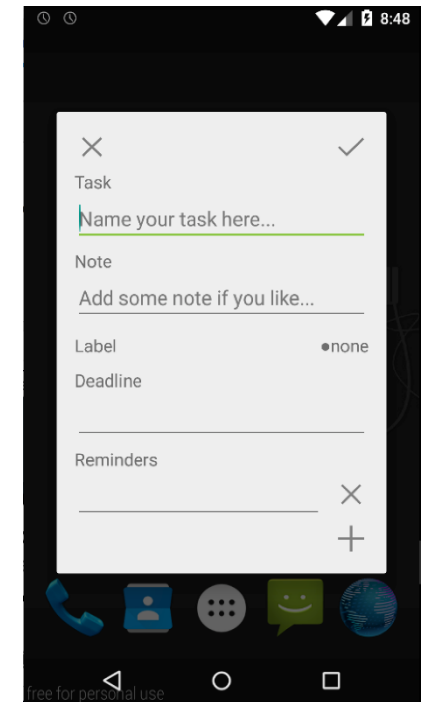 8:48
Task
Name your task here...
Note
Add some note if you like...
Label
●none
Deadline
Reminders
free for personal use